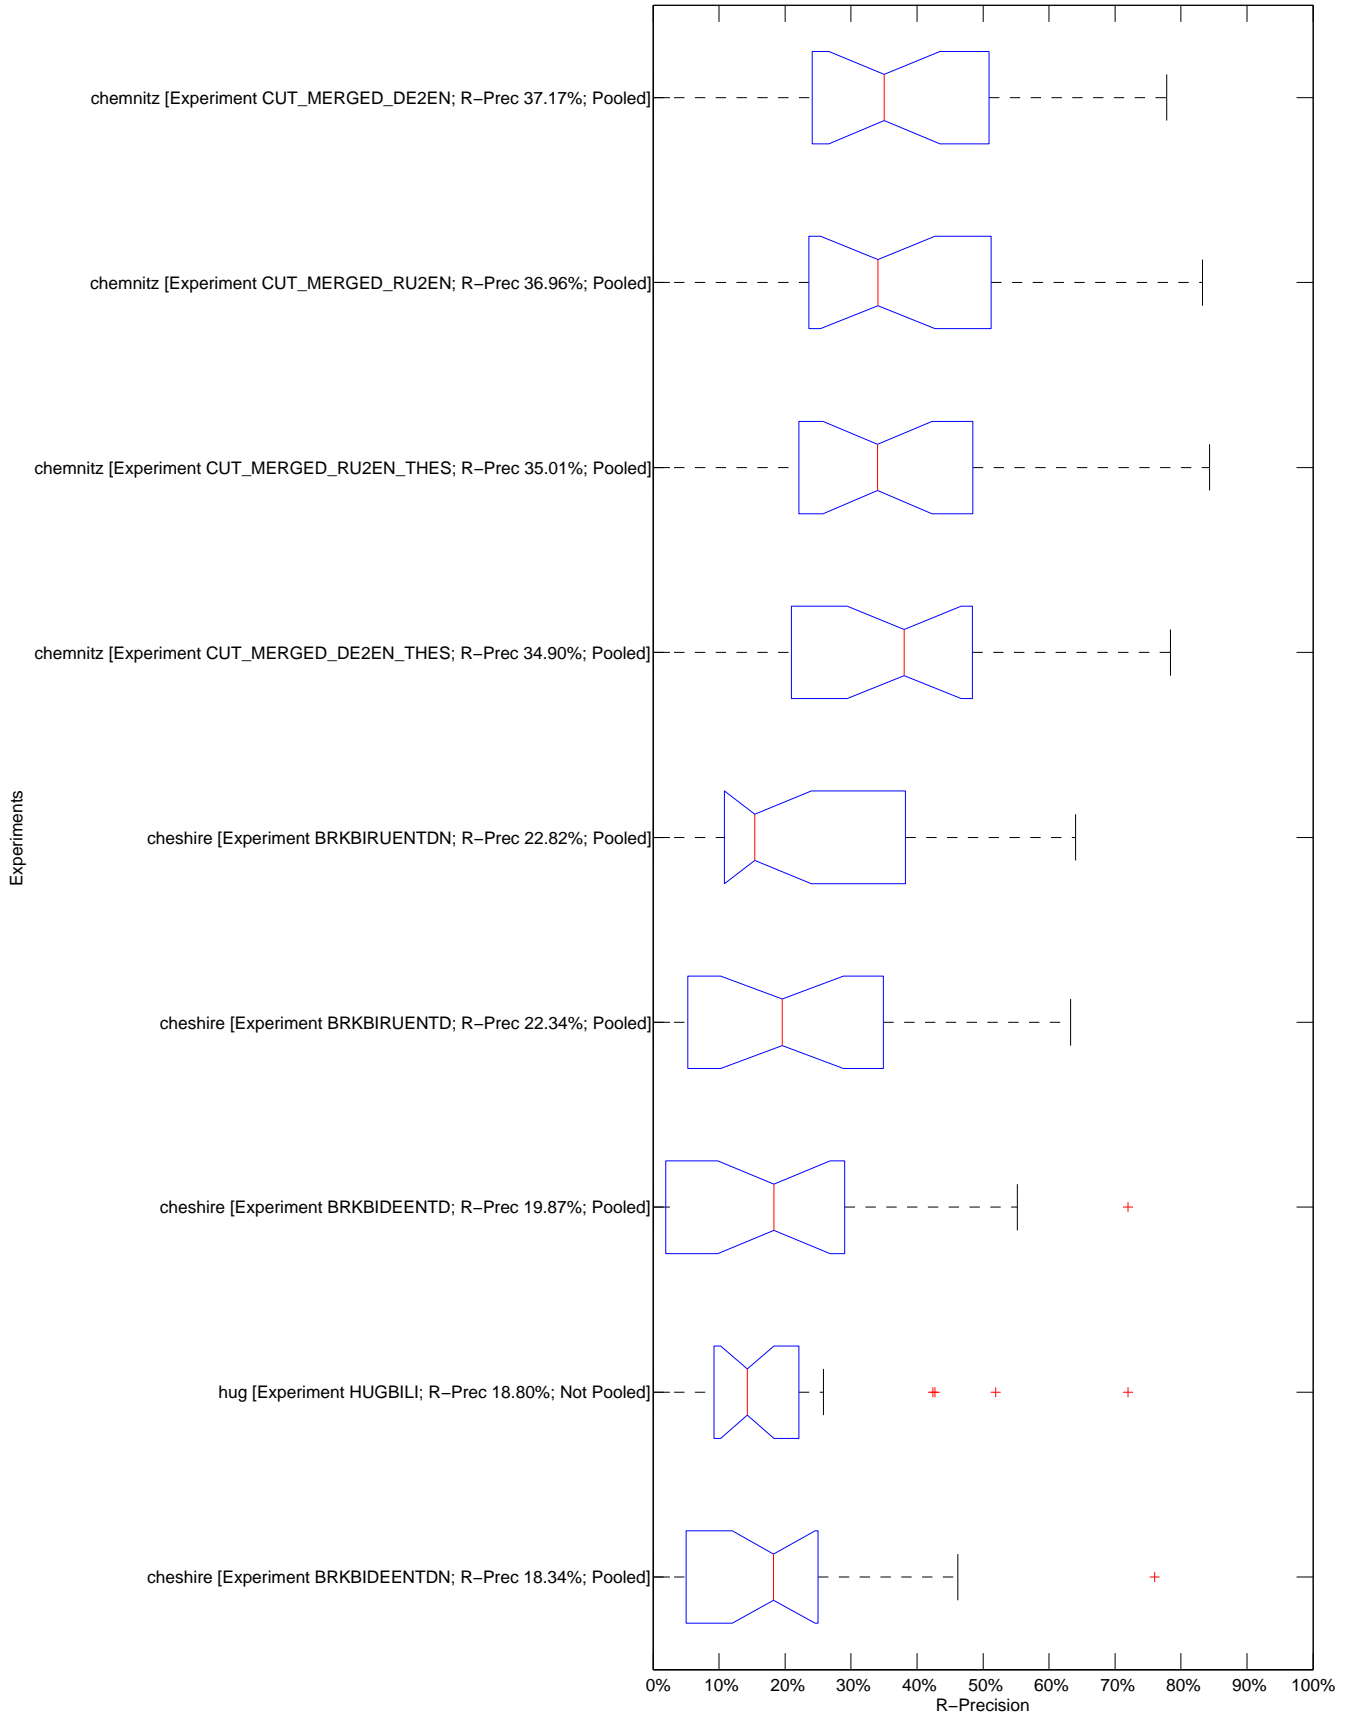 chemnitz [Experiment CUT_MERGED_DE2EN; R−Prec 37.17%; Pooled]
chemnitz [Experiment CUT_MERGED_RU2EN; R−Prec 36.96%; Pooled]
chemnitz [Experiment CUT_MERGED_RU2EN_THES; R−Prec 35.01%; Pooled]
chemnitz [Experiment CUT_MERGED_DE2EN_THES; R−Prec 34.90%; Pooled]
Experiments
cheshire [Experiment BRKBIRUENTDN; R−Prec 22.82%; Pooled]
cheshire [Experiment BRKBIRUENTD; R−Prec 22.34%; Pooled]
cheshire [Experiment BRKBIDEENTD; R−Prec 19.87%; Pooled]
hug [Experiment HUGBILI; R−Prec 18.80%; Not Pooled]
cheshire [Experiment BRKBIDEENTDN; R−Prec 18.34%; Pooled]
0% 10% 20% 30% 40% 50% 60% 70% 80% 90% 100%
R−Precision